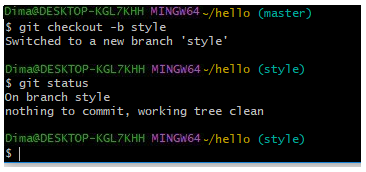 Dima@DESKTOP-KGL7KHH MINGW64 ~/hello (master)
$ git checkout -b style
Switched to a new branch 'style'
Dima@DESKTOP-KGL7KHH MINGW64 ~/hello (style)
$ git status
On branch style
nothing to commit, working tree clean
Dima@DESKTOP-KGL7KHH MINGW64 ~/hello (style)
$